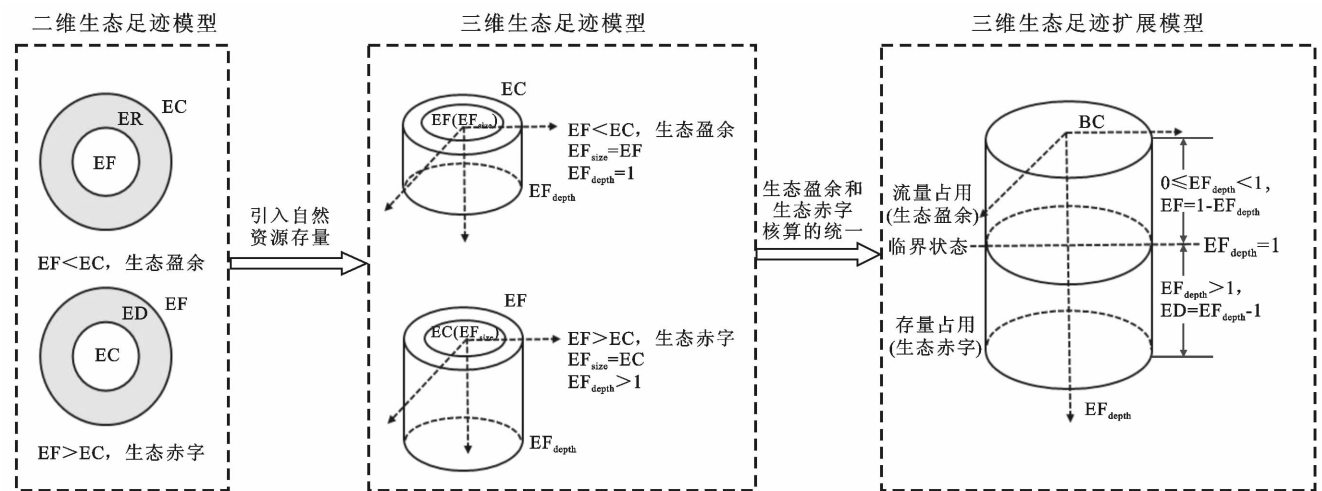 二维生态足迹模型
EC
ER
EF
EF<EC，生态盈余
EF
ED
EC
EF>EC，生态赤字
引入自然
资源存量
三维生态足迹模型
EC
EF(EFsize)
EF<EC，生态盈余
EFsize=EF
EFdepth=1
EFdepth
EF
EC(EFsize)
EF>EC，生态赤字
EFsize=EC
EFdepth>1
EFdepth
生态盈余和
生态赤字
核算的统一
三维生态足迹扩展模型
BC
流量占用
(生态盈余)
0≤EFdepth<1，
EF=1-EFdepth
临界状态
EFdepth=1
EFdepth>1，
ED=EFdepth-1
存量占用
(生态赤字)
EFdepth